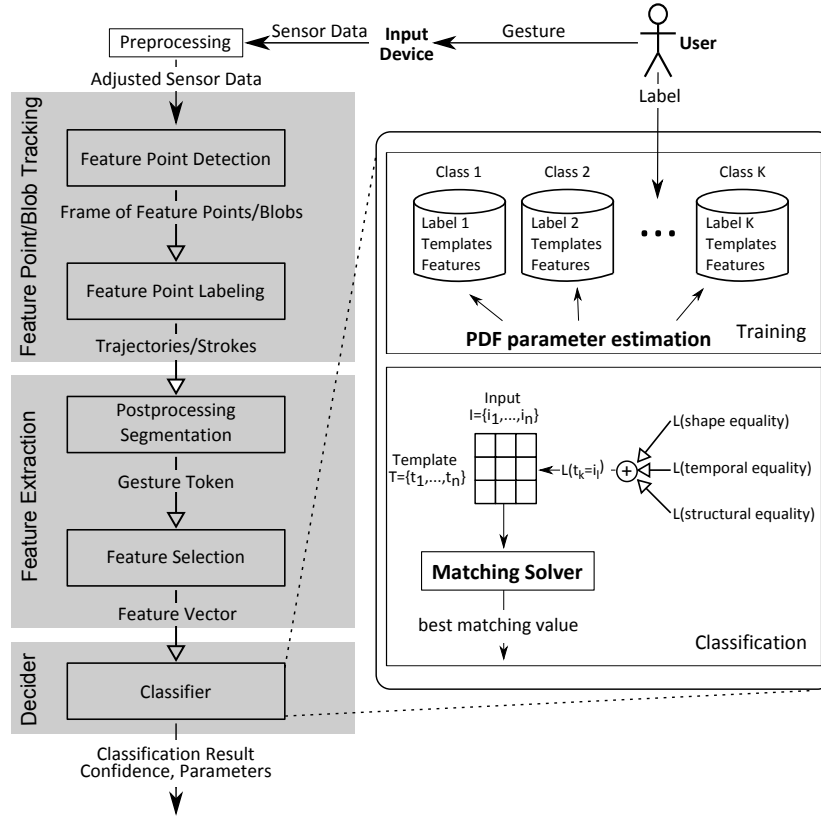 Preprocessing
Sensor Data
Input
Device
Gesture
User
Adjusted Sensor Data
Label
Feature Point/Blob Tracking
Feature Point Detection
Frame of Feature Points/Blobs
Feature Point Labeling
Trajectories/Strokes
Feature Extraction
Postprocessing
Segmentation
Gesture Token
Feature Selection
Feature Vector
Decider
Classifier
Classification Result
Confidence, Parameters
Class 1
Class 2
Class K
Label 1
Templates
Features
Label 2
Templates
Features
...
Label K
Templates
Features
PDF parameter estimation
Training
Input
I={i₁,...,iₙ}
Template
T={t₁,...,tₙ}
L(tₖ=iₗ)
+
L(shape equality)
L(temporal equality)
L(structural equality)
Matching Solver
best matching value
Classification